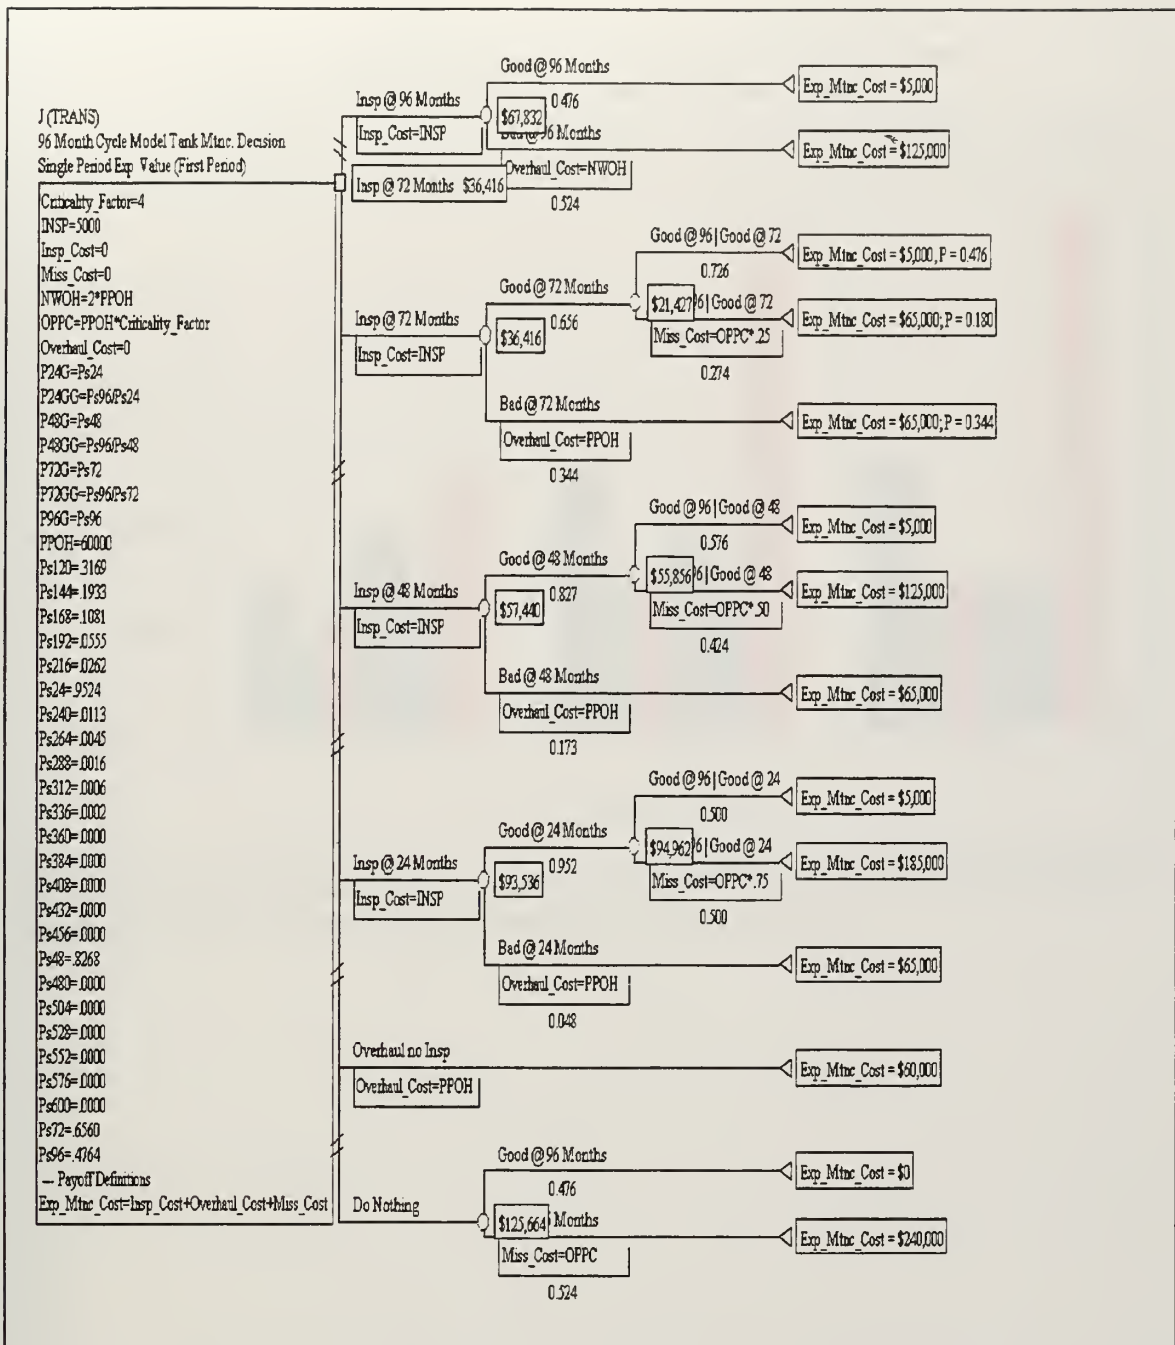 J (TRANS)
96 Month Cycle Model Tank Mtnc. Decision
Single Period Exp Value (First Period)
Criticality_Factor=4
INSP=5000
Insp_Cost=0
Miss_Cost=0
NWOH=2*PPOH
OPPC=PPOH*Criticality_Factor
Overhaul_Cost=0
P24G=Ps24
P24GG=Ps96/Ps24
P48G=Ps48
P48GG=Ps96/Ps48
P72G=Ps72
P72GG=Ps96/Ps72
P96G=Ps96
PPOH=60000
Ps120=.3169
Ps144=.1933
Ps168=.1081
Ps192=.0555
Ps216=.0262
Ps24=.9524
Ps240=.0113
Ps264=.0045
Ps288=.0016
Ps312=.0006
Ps336=.0002
Ps360=.0000
Ps384=.0000
Ps408=.0000
Ps432=.0000
Ps456=.0000
Ps48=.8268
Ps480=.0000
Ps504=.0000
Ps528=.0000
Ps552=.0000
Ps576=.0000
Ps600=.0000
Ps72=.6560
Ps96=.4764
--- Payoff Definitions
Exp_Mtnc_Cost=Insp_Cost+Overhaul_Cost+Miss_Cost
Insp @ 96 Months
Insp_Cost=INSP
$67,832
Good @ 96 Months
0.476
Exp_Mtnc_Cost = $5,000
96 Months
Overhaul_Cost=NWOH
0.524
Exp_Mtnc_Cost = $125,000
Insp @ 72 Months $36,416
Insp @ 72 Months
Insp_Cost=INSP
$36,416
Good @ 72 Months
0.656
$21,427
Good @ 96 | Good @ 72
0.726
Exp_Mtnc_Cost = $5,000, P = 0.476
6 | Good @ 72
Miss_Cost=OPPC*.25
0.274
Exp_Mtnc_Cost = $65,000; P = 0.180
Bad @ 72 Months
Overhaul_Cost=PPOH
0.344
Exp_Mtnc_Cost = $65,000; P = 0.344
Insp @ 48 Months
Insp_Cost=INSP
$57,440
Good @ 48 Months
0.827
$55,856
Good @ 96 | Good @ 48
0.576
Exp_Mtnc_Cost = $5,000
6 | Good @ 48
Miss_Cost=OPPC*.50
0.424
Exp_Mtnc_Cost = $125,000
Bad @ 48 Months
Overhaul_Cost=PPOH
0.173
Exp_Mtnc_Cost = $65,000
Insp @ 24 Months
Insp_Cost=INSP
$93,536
Good @ 24 Months
0.952
$94,962
Good @ 96 | Good @ 24
0.500
Exp_Mtnc_Cost = $5,000
6 | Good @ 24
Miss_Cost=OPPC*.75
0.500
Exp_Mtnc_Cost = $185,000
Bad @ 24 Months
Overhaul_Cost=PPOH
0.048
Exp_Mtnc_Cost = $65,000
Overhaul no Insp
Overhaul_Cost=PPOH
Exp_Mtnc_Cost = $60,000
Do Nothing
$125,664
Good @ 96 Months
0.476
Exp_Mtnc_Cost = $0
Months
Miss_Cost=OPPC
0.524
Exp_Mtnc_Cost = $240,000